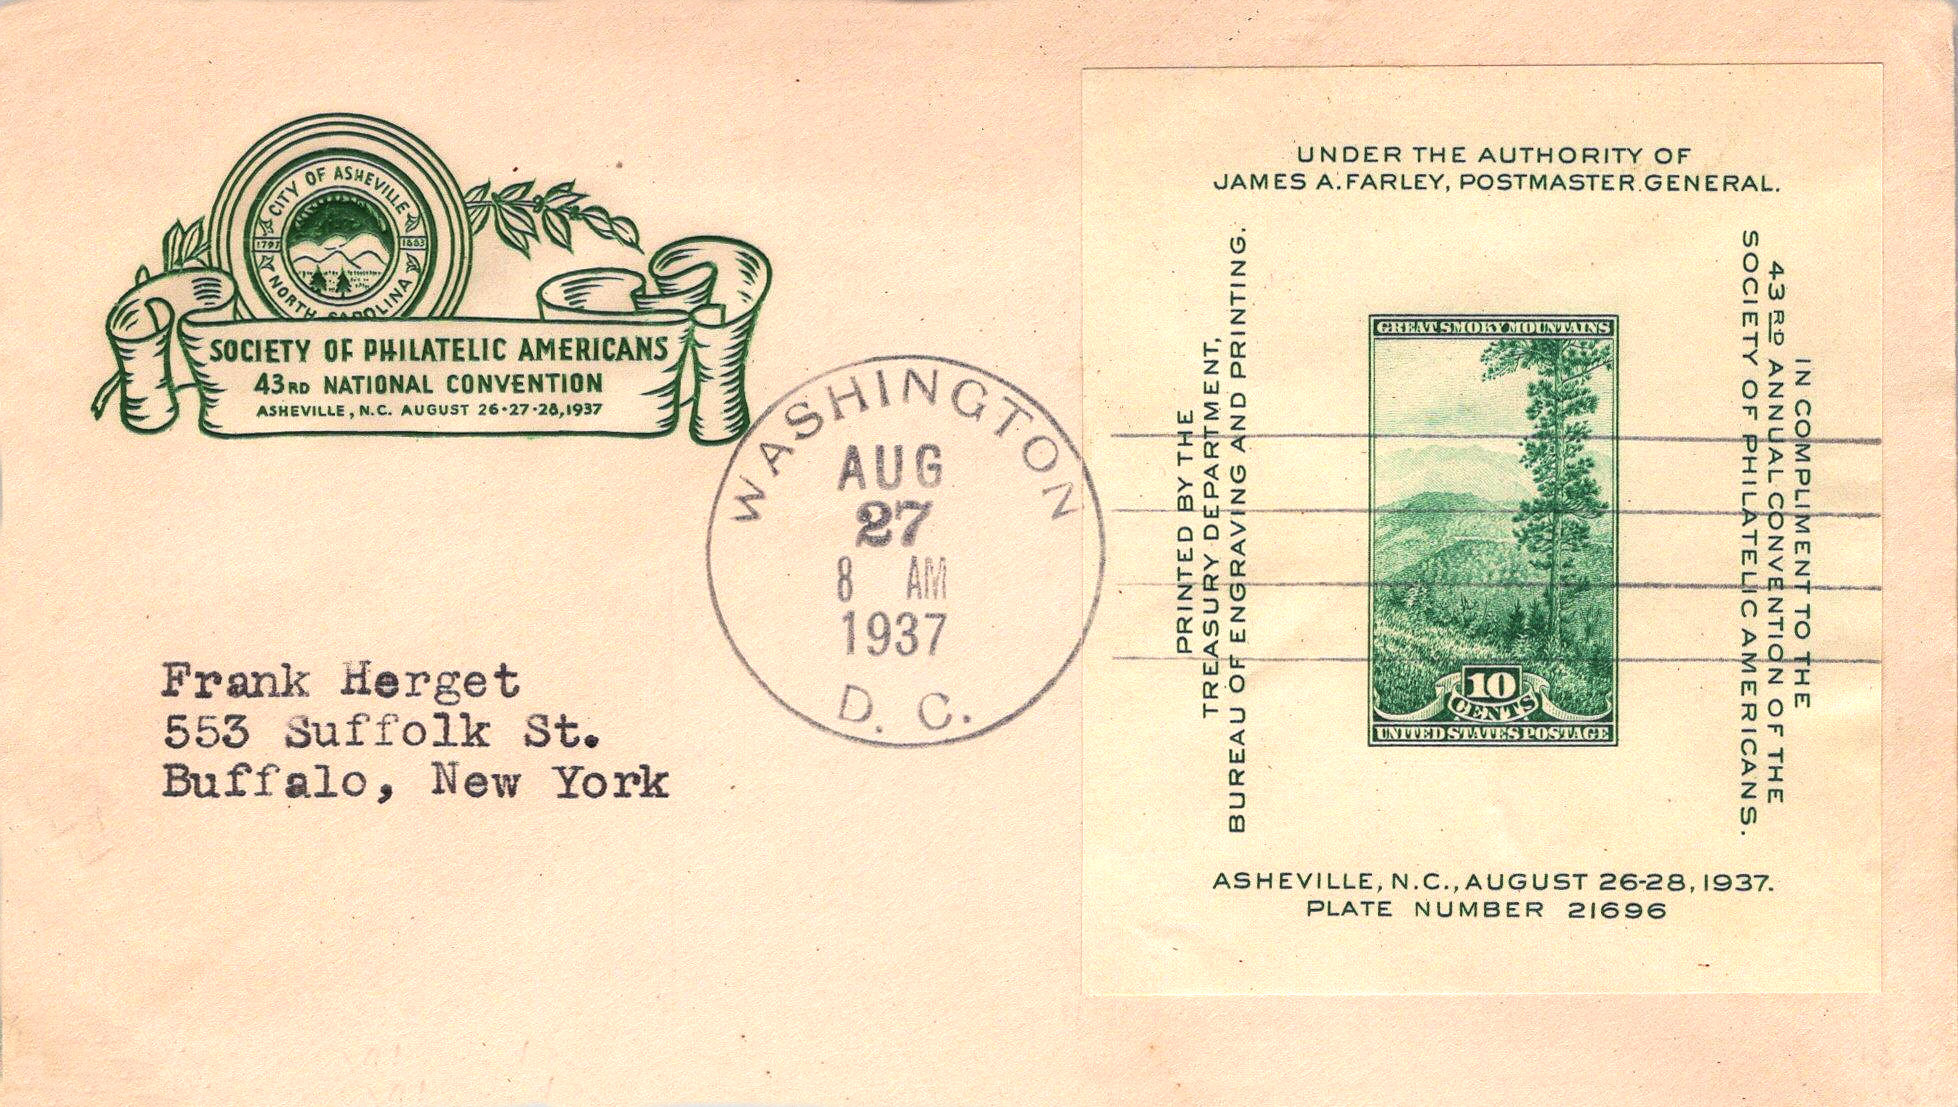 CITY OF ASHEVILLE
1797 1883
NORTH CAROLINA
SOCIETY OF PHILATELIC AMERICANS
43RD NATIONAL CONVENTION
ASHEVILLE, N.C. AUGUST 26·27·28, 1937
WASHINGTON
AUG
27
8 AM
1937
D. C.
Frank Herget
553 Suffolk St.
Buffalo, New York
UNDER THE AUTHORITY OF
JAMES A. FARLEY, POSTMASTER GENERAL.
PRINTED BY THE
TREASURY DEPARTMENT,
BUREAU OF ENGRAVING AND PRINTING.
GREAT SMOKY MOUNTAINS
10
CENTS
UNITED STATES POSTAGE
IN COMPLIMENT TO THE
43RD ANNUAL CONVENTION OF THE
SOCIETY OF PHILATELIC AMERICANS.
ASHEVILLE, N.C., AUGUST 26-28, 1937.
PLATE NUMBER 21696